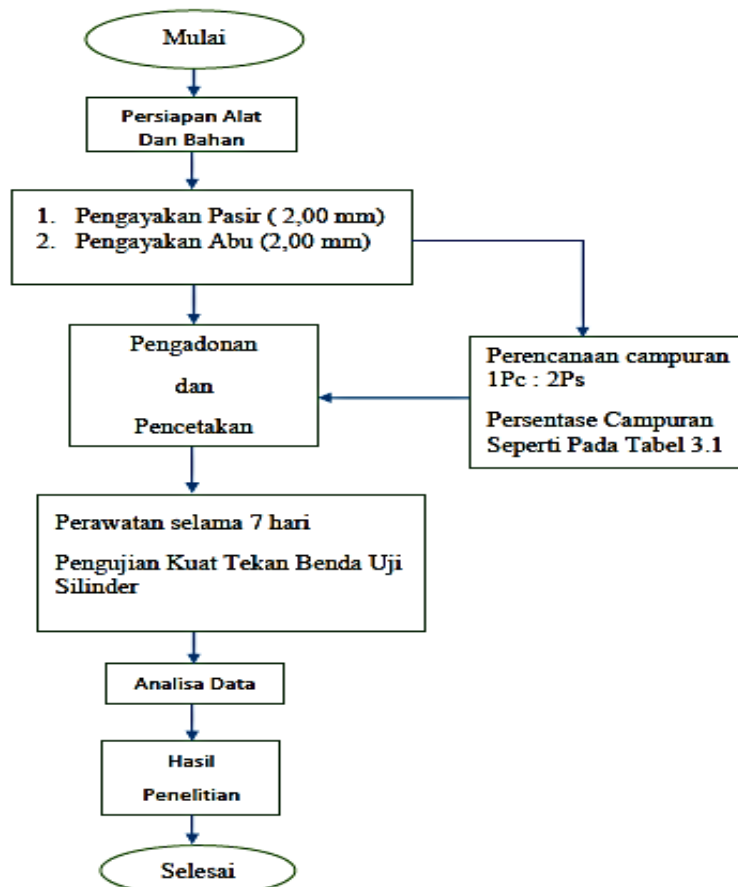 Mulai
Persiapan Alat
Dan Bahan
1. Pengayakan Pasir ( 2,00 mm)
2. Pengayakan Abu (2,00 mm)
Pengadonan
dan
Pencetakan
Perencanaan campuran
1Pc : 2Ps
Persentase Campuran
Seperti Pada Tabel 3.1
Perawatan selama 7 hari
Pengujian Kuat Tekan Benda Uji
Silinder
Analisa Data
Hasil
Penelitian
Selesai